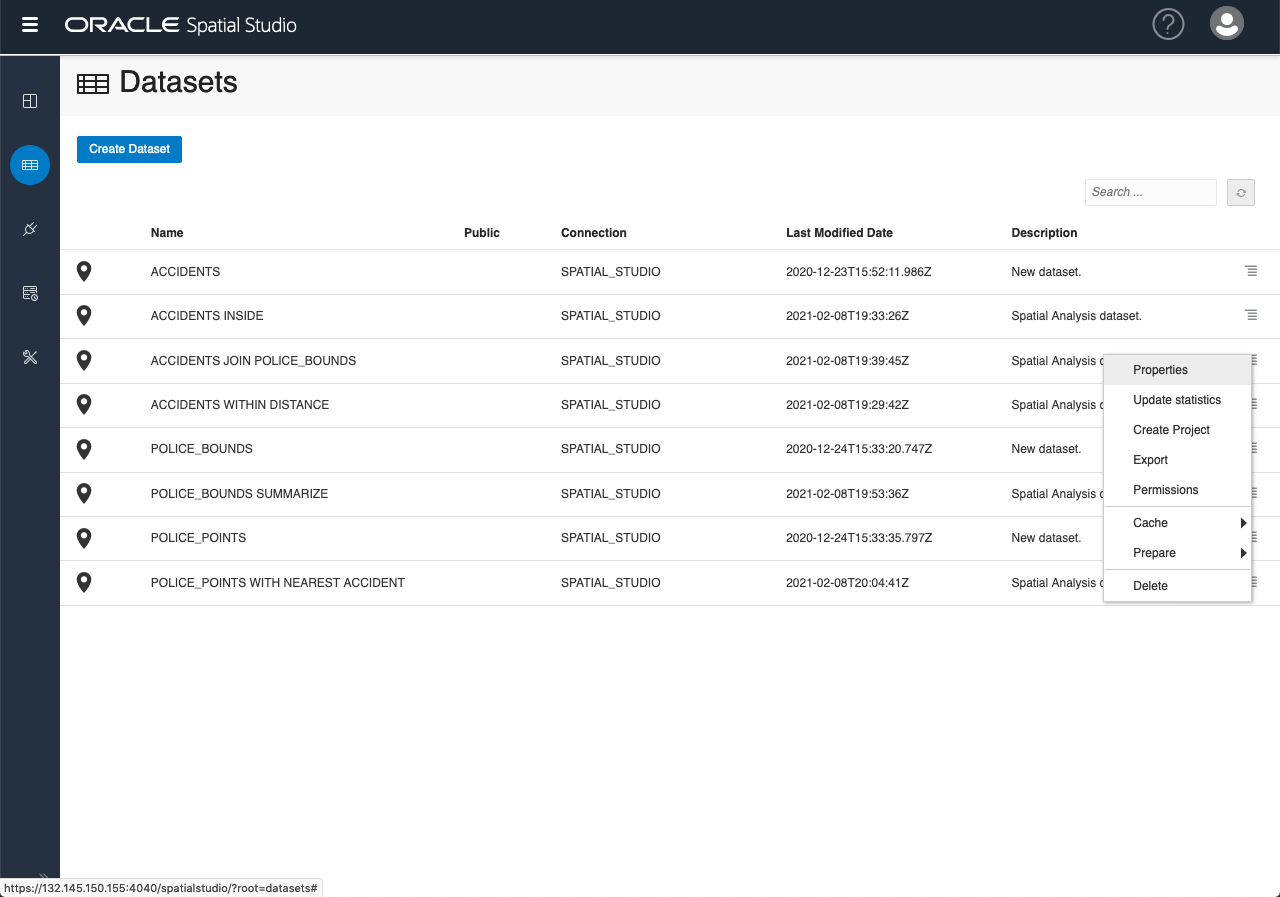 ORACLE Spatial Studio
?
Datasets
Create Dataset
Search ...
Name Public Connection Last Modified Date Description
ACCIDENTS SPATIAL_STUDIO 2020-12-23T15:52:11.986Z New dataset.
ACCIDENTS INSIDE SPATIAL_STUDIO 2021-02-08T19:33:26Z Spatial Analysis dataset.
ACCIDENTS JOIN POLICE_BOUNDS SPATIAL_STUDIO 2021-02-08T19:39:45Z Spatial Analysis
ACCIDENTS WITHIN DISTANCE SPATIAL_STUDIO 2021-02-08T19:29:42Z Spatial Analysis
POLICE_BOUNDS SPATIAL_STUDIO 2020-12-24T15:33:20.747Z New dataset.
POLICE_BOUNDS SUMMARIZE SPATIAL_STUDIO 2021-02-08T19:53:36Z Spatial Analysis
POLICE_POINTS SPATIAL_STUDIO 2020-12-24T15:33:35.797Z New dataset.
POLICE_POINTS WITH NEAREST ACCIDENT SPATIAL_STUDIO 2021-02-08T20:04:41Z Spatial Analysis
Properties
Update statistics
Create Project
Export
Permissions
Cache
Prepare
Delete
https://132.145.150.155:4040/spatialstudio/?root=datasets#